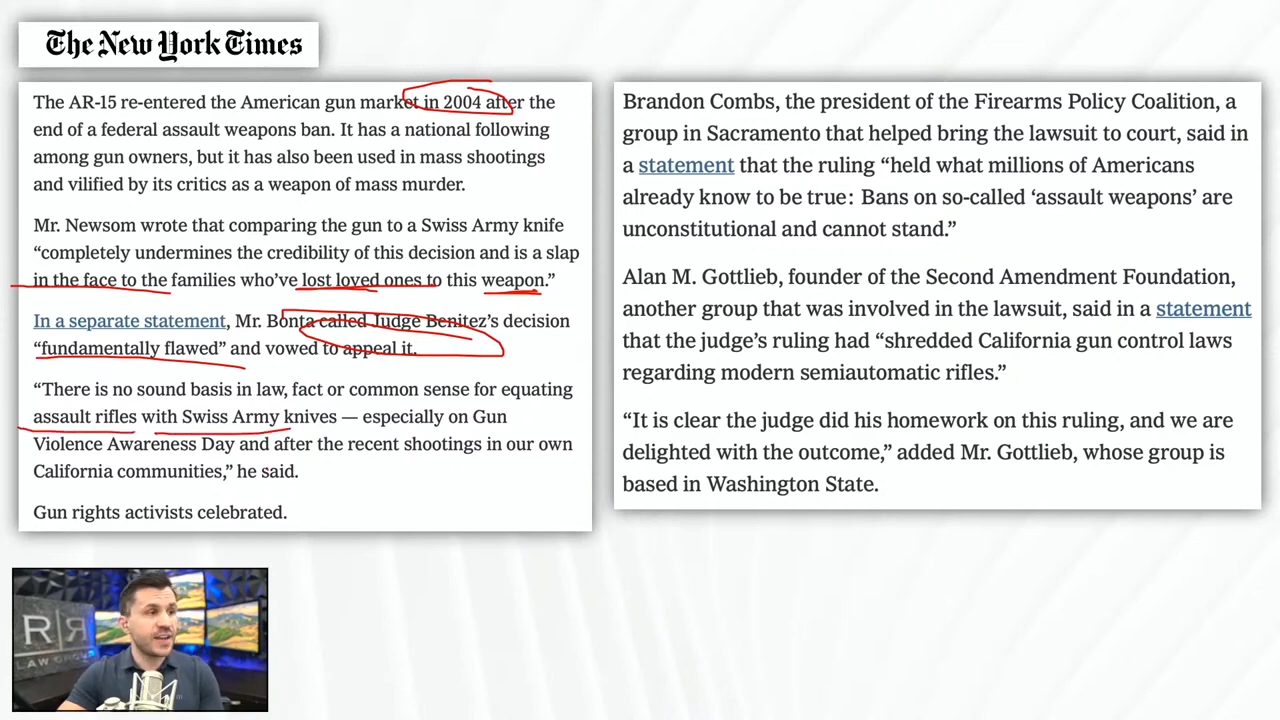 The New York Times
The AR-15 re-entered the American gun market in 2004 after the
end of a federal assault weapons ban. It has a national following
among gun owners, but it has also been used in mass shootings
and vilified by its critics as a weapon of mass murder.
Mr. Newsom wrote that comparing the gun to a Swiss Army knife
“completely undermines the credibility of this decision and is a slap
in the face to the families who’ve lost loved ones to this weapon.”
In a separate statement, Mr. Bonta called Judge Benitez’s decision
“fundamentally flawed” and vowed to appeal it.
“There is no sound basis in law, fact or common sense for equating
assault rifles with Swiss Army knives — especially on Gun
Violence Awareness Day and after the recent shootings in our own
California communities,” he said.
Gun rights activists celebrated.
Brandon Combs, the president of the Firearms Policy Coalition, a
group in Sacramento that helped bring the lawsuit to court, said in
a statement that the ruling “held what millions of Americans
already know to be true: Bans on so-called ‘assault weapons’ are
unconstitutional and cannot stand.”
Alan M. Gottlieb, founder of the Second Amendment Foundation,
another group that was involved in the lawsuit, said in a statement
that the judge’s ruling had “shredded California gun control laws
regarding modern semiautomatic rifles.”
“It is clear the judge did his homework on this ruling, and we are
delighted with the outcome,” added Mr. Gottlieb, whose group is
based in Washington State.
R|R
LAW GROUP